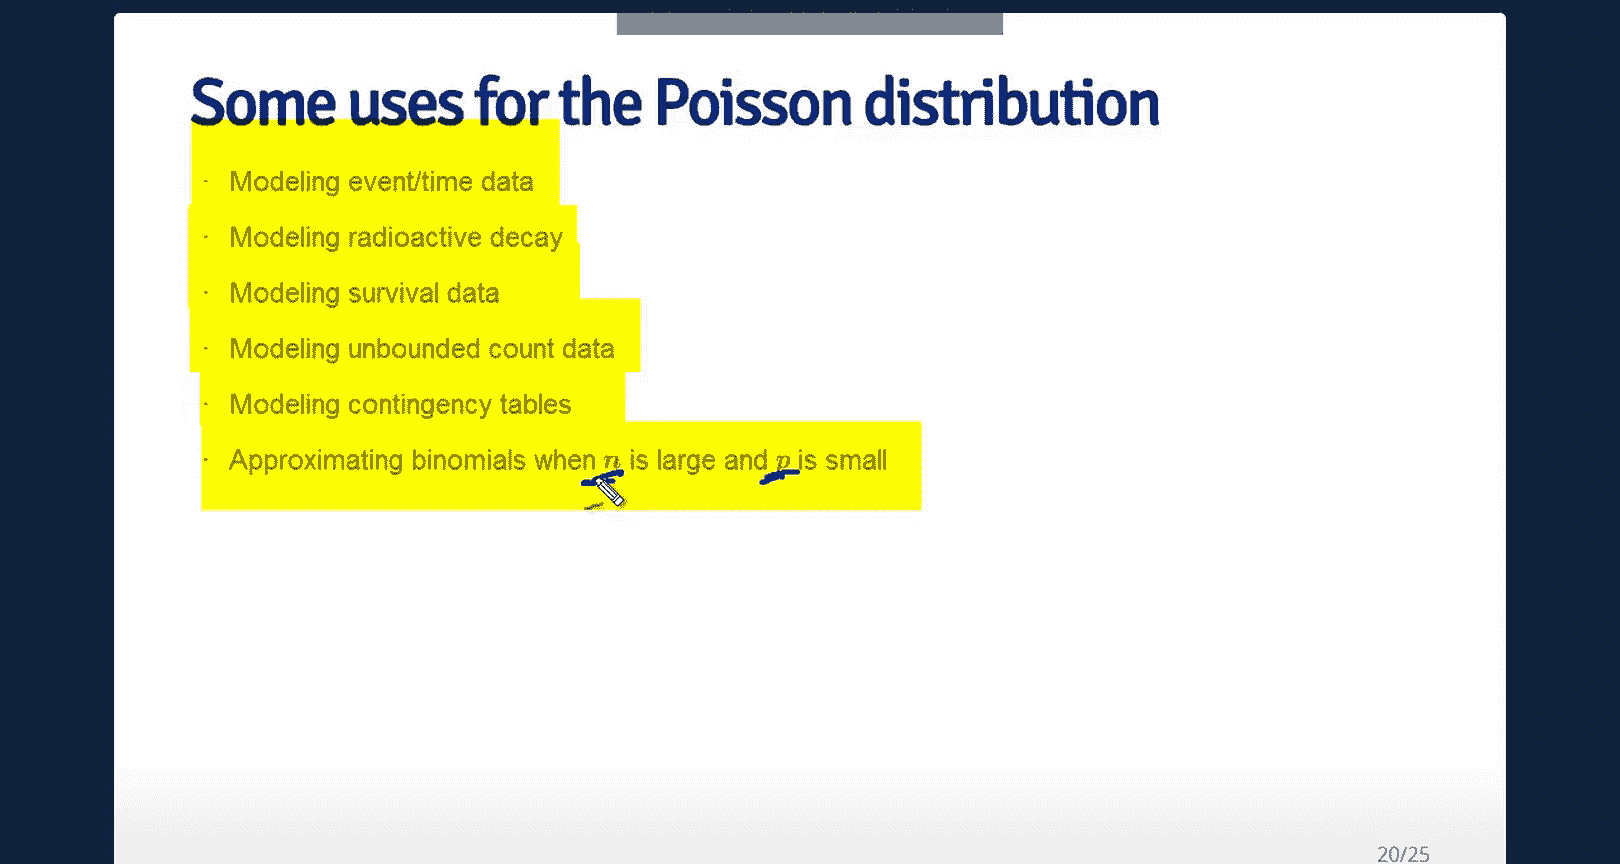 Some uses for the Poisson distribution
· Modeling event/time data
· Modeling radioactive decay
· Modeling survival data
· Modeling unbounded count data
· Modeling contingency tables
· Approximating binomials when n is large and p is small
20/25